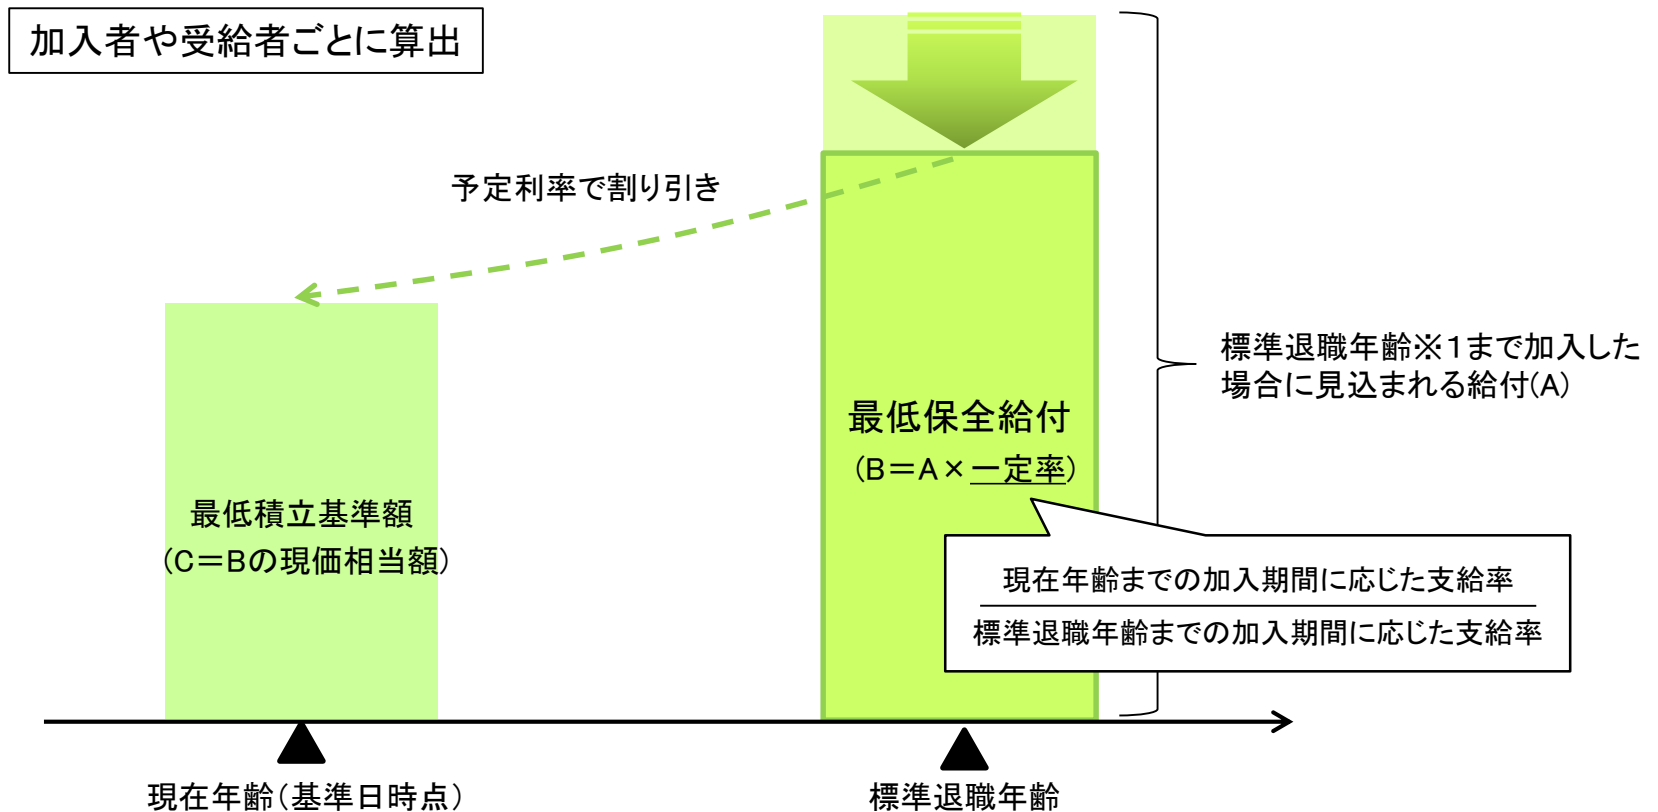 加入者や受給者ごとに算出
予定利率で割り引き
標準退職年齢※1まで加入した
場合に見込まれる給付(A)
最低保全給付
(B＝A×一定率)
最低積立基準額
(C＝Bの現価相当額)
現在年齢までの加入期間に応じた支給率
標準退職年齢までの加入期間に応じた支給率
現在年齢(基準日時点)
標準退職年齢